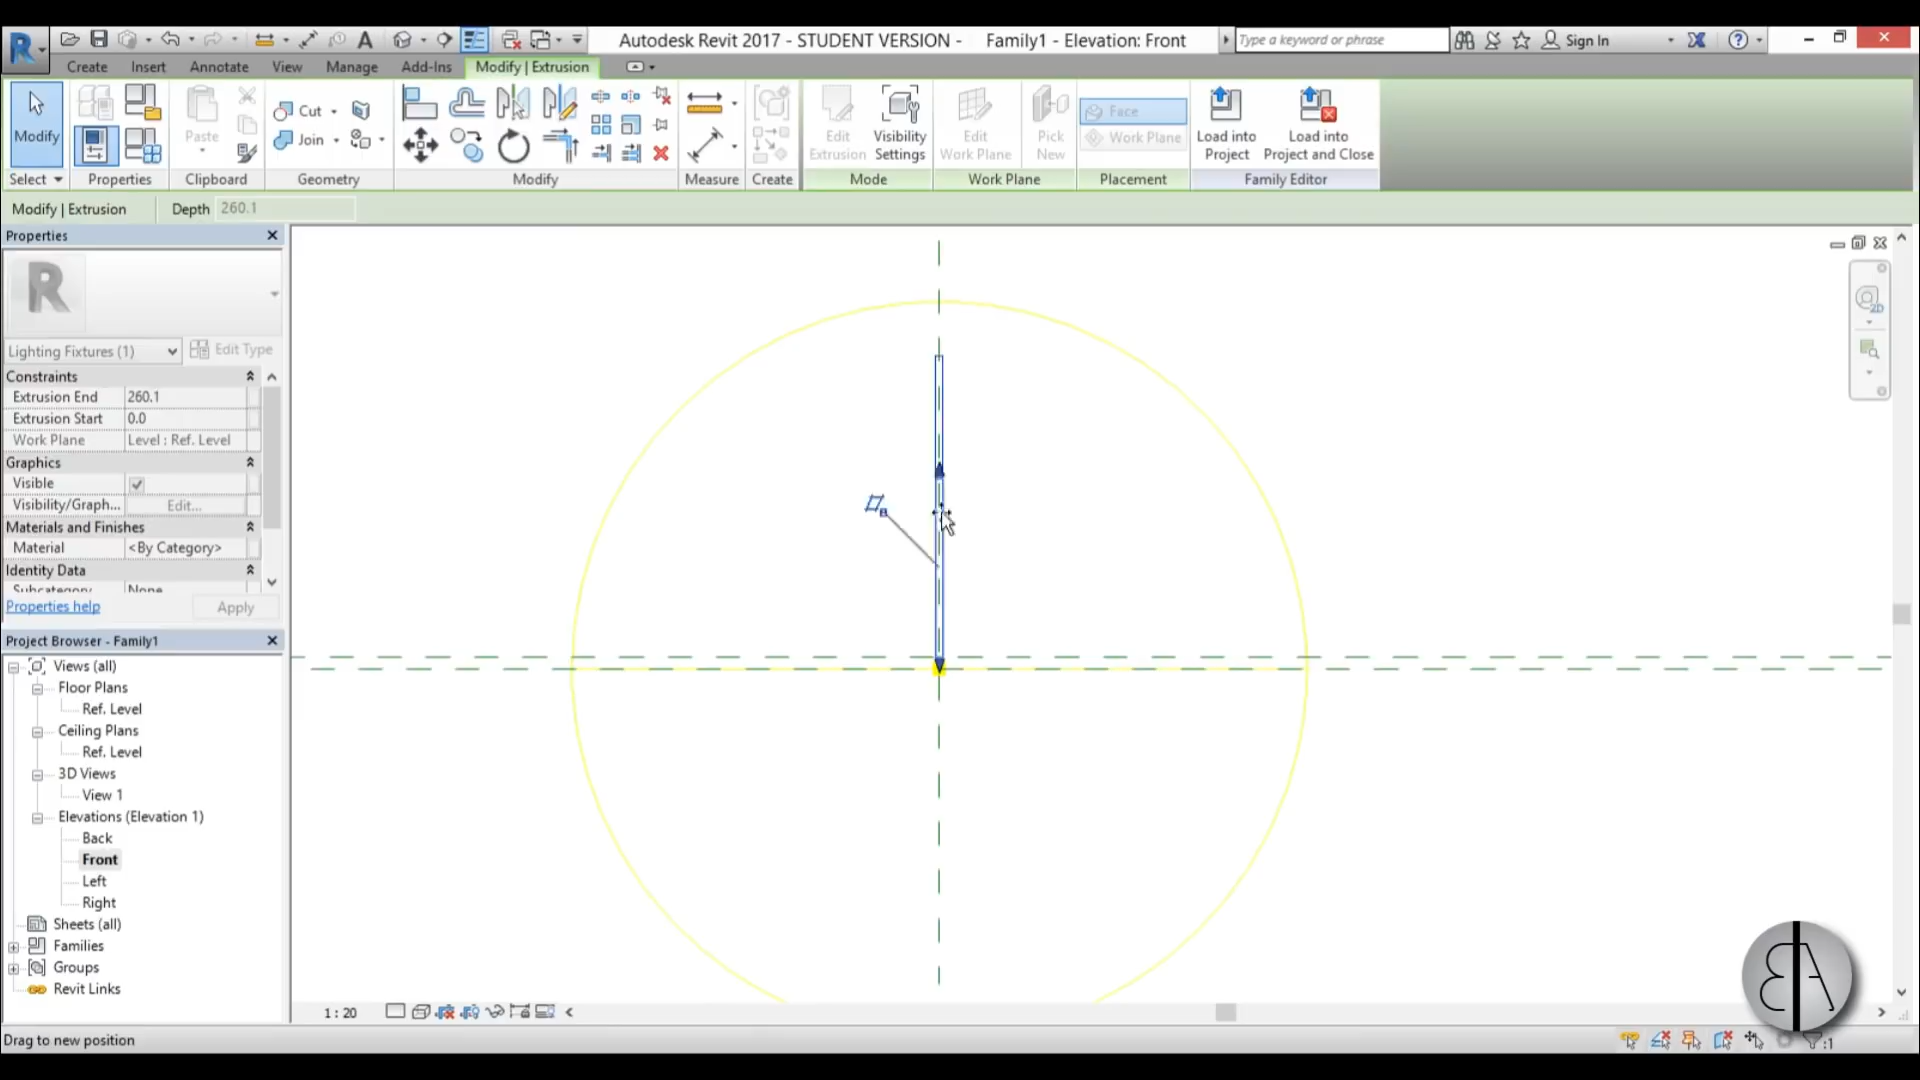 Autodesk Revit 2017 - STUDENT VERSION - Family1 - Elevation: Front
Type a keyword or phrase
Sign In
Create Insert Annotate View Manage Add-Ins Modify | Extrusion
Modify
Paste
Cut
Join
Edit Extrusion
Visibility Settings
Edit Work Plane
Pick New
Face
Work Plane
Load into Project
Load into Project and Close
Select Properties Clipboard Geometry Modify Measure Create Mode Work Plane Placement Family Editor
Modify | Extrusion Depth 260.1
Properties
R
Lighting Fixtures (1) Edit Type
Constraints
Extrusion End 260.1
Extrusion Start 0.0
Work Plane Level : Ref. Level
Graphics
Visible
Visibility/Graph... Edit...
Materials and Finishes
Material <By Category>
Identity Data
Subcategory None
Properties help Apply
Project Browser - Family1
Views (all)
Floor Plans
Ref. Level
Ceiling Plans
Ref. Level
3D Views
View 1
Elevations (Elevation 1)
Back
Front
Left
Right
Sheets (all)
Families
Groups
Revit Links
2D
1 : 20
Drag to new position
:1